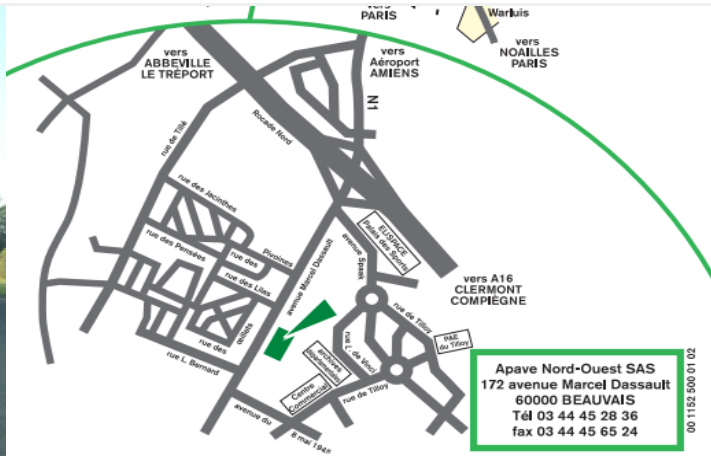 vers
PARIS
Warluis
vers
NOAILLES
PARIS
vers
ABBEVILLE
LE TRÉPORT
vers
Aéroport
AMIENS
N1
Rocade Nord
rue de Tillé
rue des Jacinthes
rue des Pensées
rue des
Pivoines
rue des Lilas
avenue Marcel Dassault
ELISPACE
Palais des Sports
avenue Spaak
vers A16
CLERMONT
COMPIÈGNE
rue de Tilloy
PAE
du Tilloy
rue L. de Vinci
rue des
œillets
rue L. Bernard
archives
départementales
Centre
Commercial
rue de Tilloy
avenue du
8 mai 1945
Apave Nord-Ouest SAS
172 avenue Marcel Dassault
60000 BEAUVAIS
Tél 03 44 45 28 36
fax 03 44 45 65 24
00 1152 500 01 02